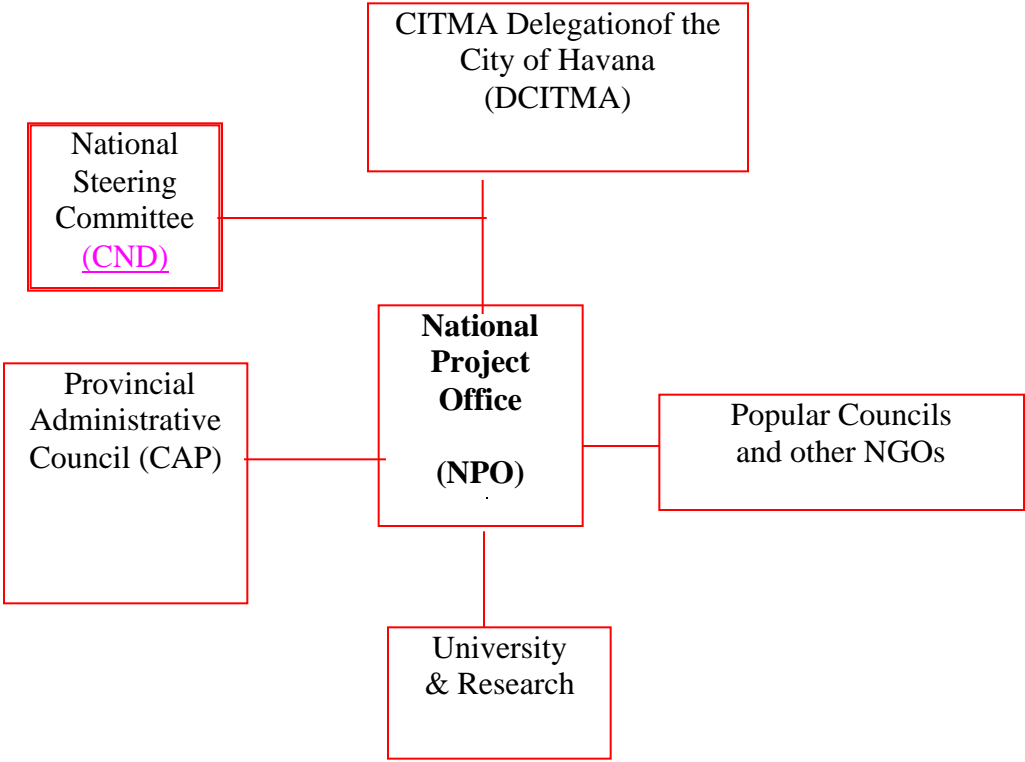 CITMA Delegationof the
City of Havana
(DCITMA)
National
Steering
Committee
(CND)
National
Project
Office
(NPO)
Provincial
Administrative
Council (CAP)
Popular Councils
and other NGOs
University
& Research